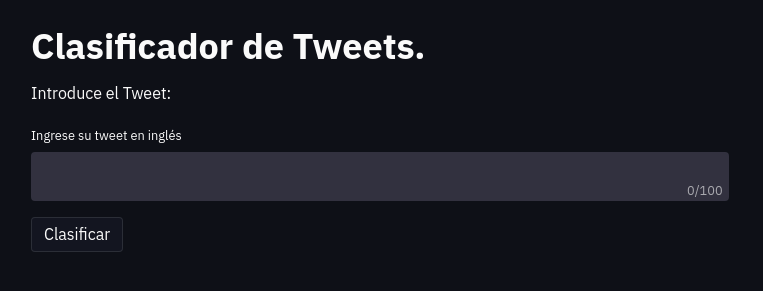 Clasificador de Tweets.
Introduce el Tweet:
Ingrese su tweet en inglés
0/100
Clasificar